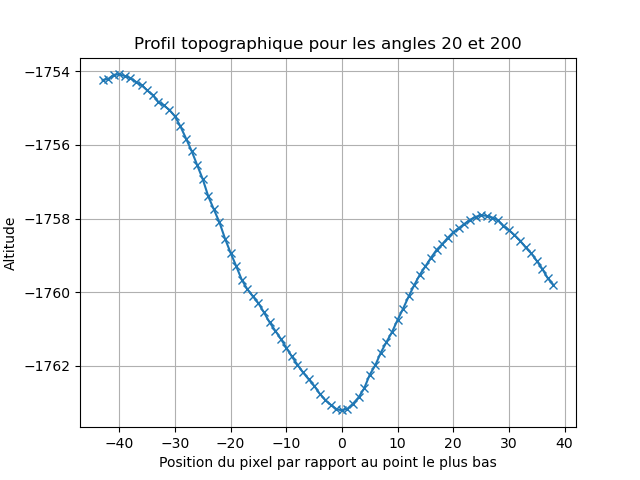 Profil topographique pour les angles 20 et 200
−1754
−1756
−1758
−1760
−1762
Altitude
−40 −30 −20 −10 0 10 20 30 40
Position du pixel par rapport au point le plus bas